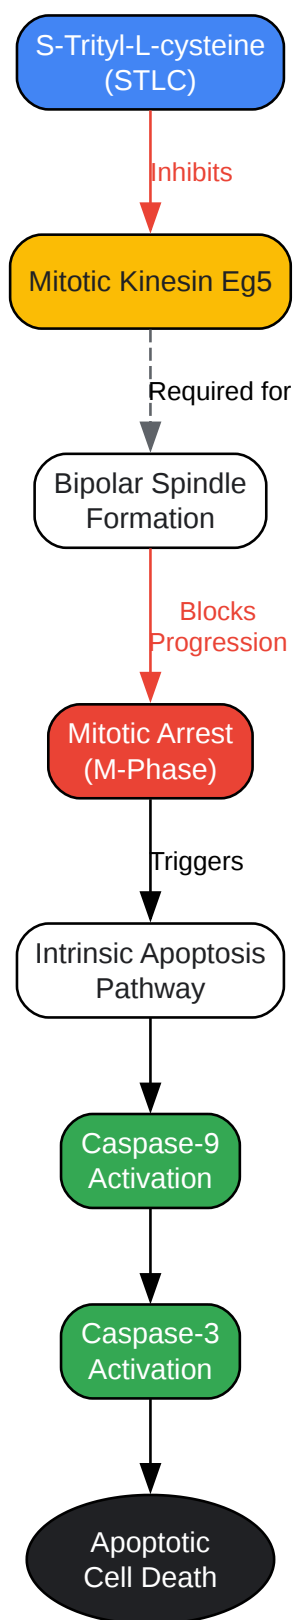 S-Trityl-L-cysteine
(STLC)
Inhibits
Mitotic Kinesin Eg5
Required for
Bipolar Spindle
Formation
Blocks
Progression
Mitotic Arrest
(M-Phase)
Triggers
Intrinsic Apoptosis
Pathway
Caspase-9
Activation
Caspase-3
Activation
Apoptotic
Cell Death